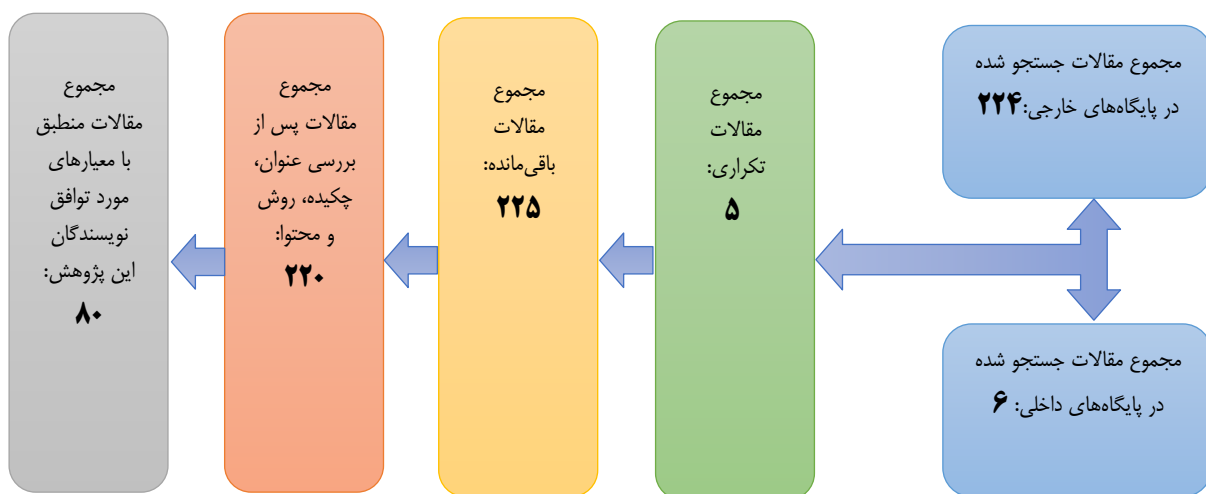 مجموع مقالات جستجو شده
در پایگاه‌های خارجی:۲۲۴
مجموع مقالات جستجو شده
در پایگاه‌های داخلی: ۶
مجموع
مقالات
تکراری:
۵
مجموع
مقالات
باقی‌مانده:
۲۲۵
مجموع
مقالات پس از
بررسی عنوان،
چکیده، روش
و محتوا:
۲۲۰
مجموع
مقالات منطبق
با معیارهای
مورد توافق
نویسندگان
این پژوهش:
۸۰